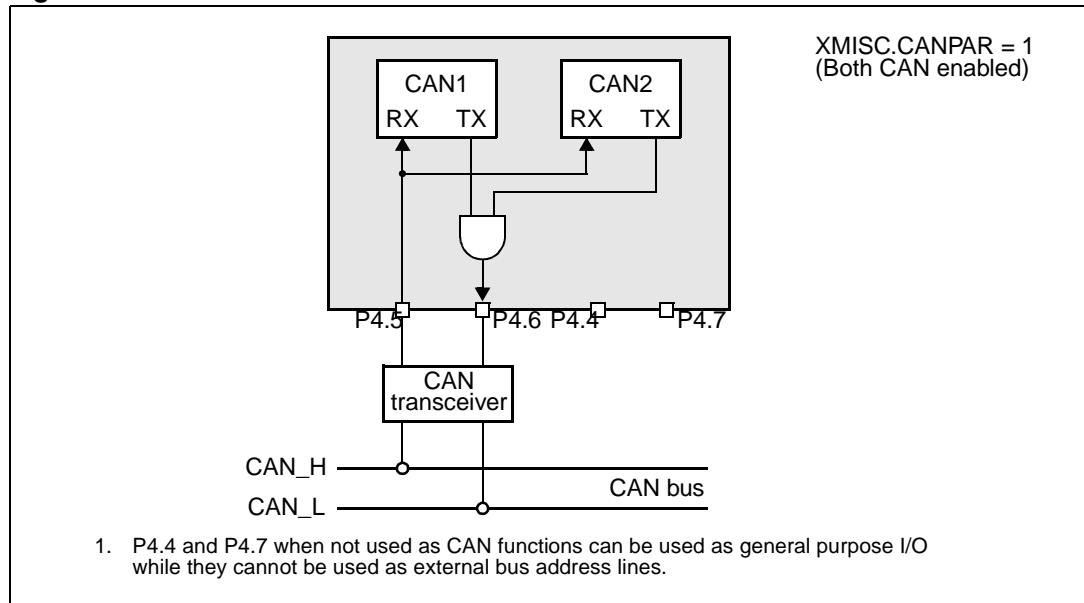 XMISC.CANPAR = 1
(Both CAN enabled)
CAN1
RX TX
CAN2
RX TX
P4.5
P4.6
P4.4
P4.7
CAN
transceiver
CAN_H
CAN bus
CAN_L
1. P4.4 and P4.7 when not used as CAN functions can be used as general purpose I/O
while they cannot be used as external bus address lines.